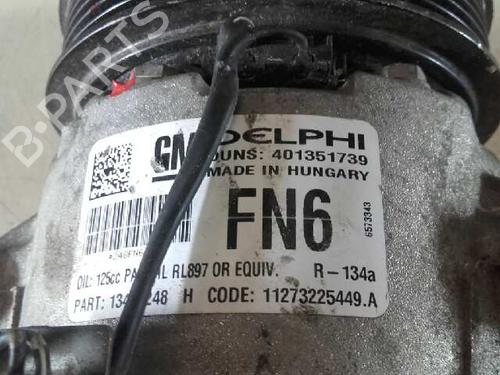 B-PARTS
GM DELPHI
DUNS: 401351739
MADE IN HUNGARY
FN6
6573343
OIL: 125cc RL897 OR EQUIV. R-134a
PART: H CODE: 11273225449.A